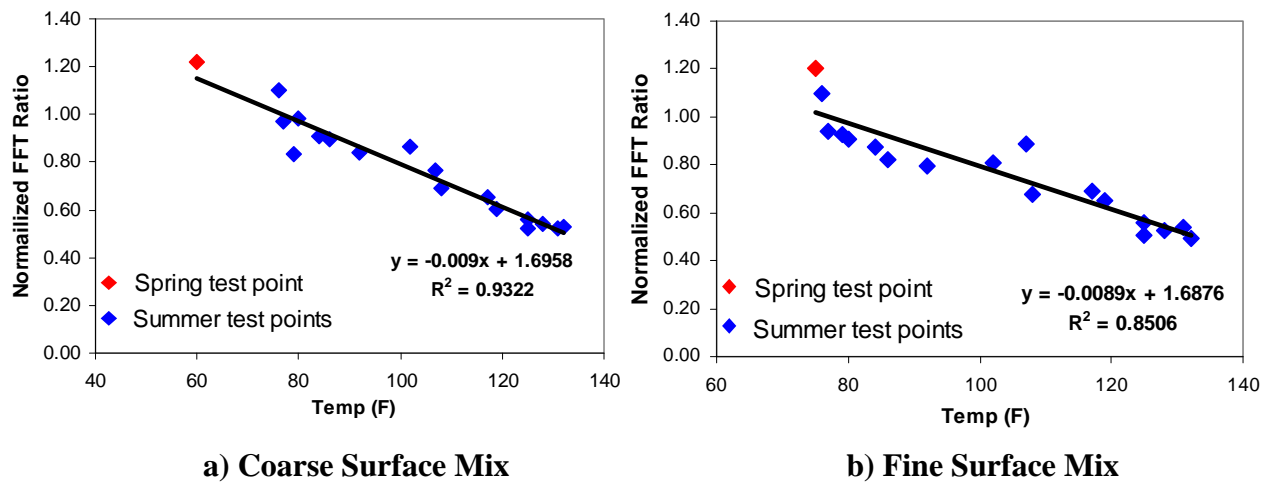 1.40
1.20
1.00
0.80
0.60
0.40
0.20
0.00
Normailized FFT Ratio
40 60 80 100 120 140
Temp (F)
y = -0.009x + 1.6958
R² = 0.9322
Spring test point
Summer test points
a) Coarse Surface Mix
1.40
1.20
1.00
0.80
0.60
0.40
0.20
0.00
Normalized FFT Ratio
60 80 100 120 140
Temp (F)
y = -0.0089x + 1.6876
R² = 0.8506
Spring test point
Summer test points
b) Fine Surface Mix